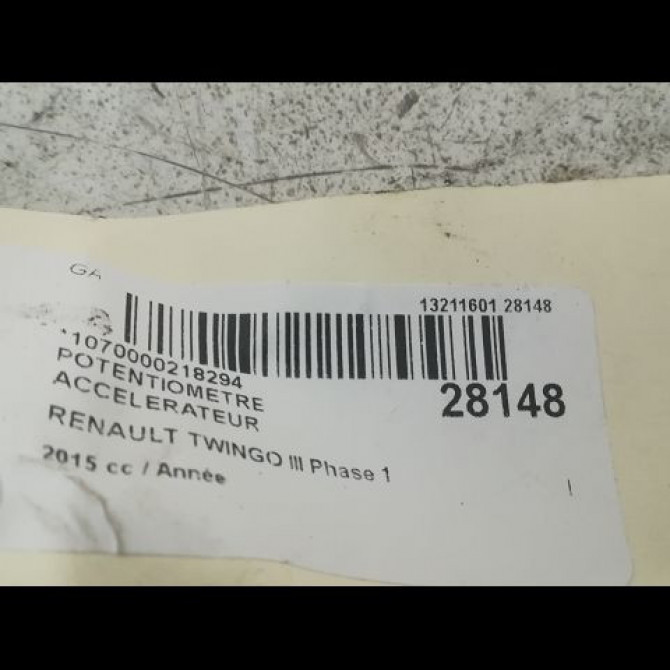 GA
13211601 28148
*1070000218294
28148
POTENTIOMETRE
ACCELERATEUR
RENAULT TWINGO III Phase 1
2015 cc / Année